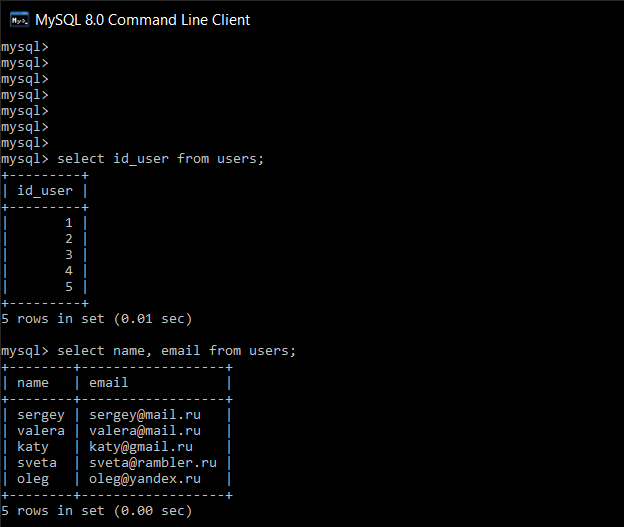 MySQL 8.0 Command Line Client
mysql>
mysql>
mysql>
mysql>
mysql>
mysql>
mysql>
mysql> select id_user from users;
+---------+
| id_user |
+---------+
|       1 |
|       2 |
|       3 |
|       4 |
|       5 |
+---------+
5 rows in set (0.01 sec)

mysql> select name, email from users;
+--------+------------------+
| name   | email            |
+--------+------------------+
| sergey | sergey@mail.ru   |
| valera | valera@mail.ru   |
| katy   | katy@gmail.ru    |
| sveta  | sveta@rambler.ru |
| oleg   | oleg@yandex.ru   |
+--------+------------------+
5 rows in set (0.00 sec)